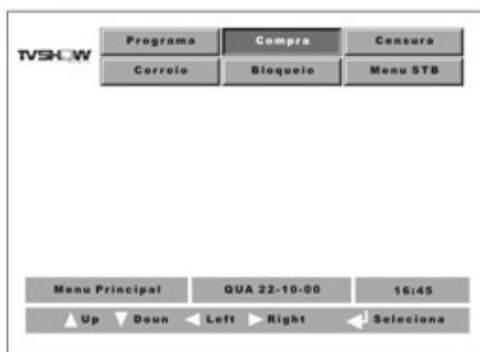 TVSHOW
Programa Compra Censura
Correio Bloqueio Menu STB
Menu Principal QUA 22-10-00 16:45
Up Doun Left Right Seleciona